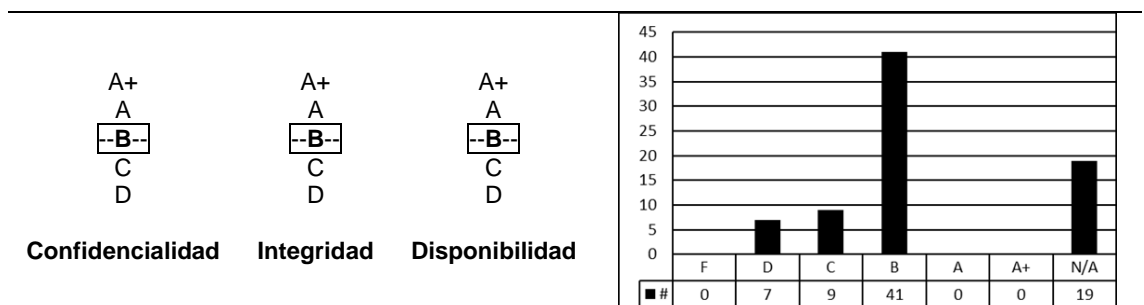 A+ A+ A+
A A A
--B-- --B-- --B--
C C C
D D D
Confidencialidad Integridad Disponibilidad
45
40
35
30
25
20
15
10
5
0
F D C B A A+ N/A
# 0 7 9 41 0 0 19